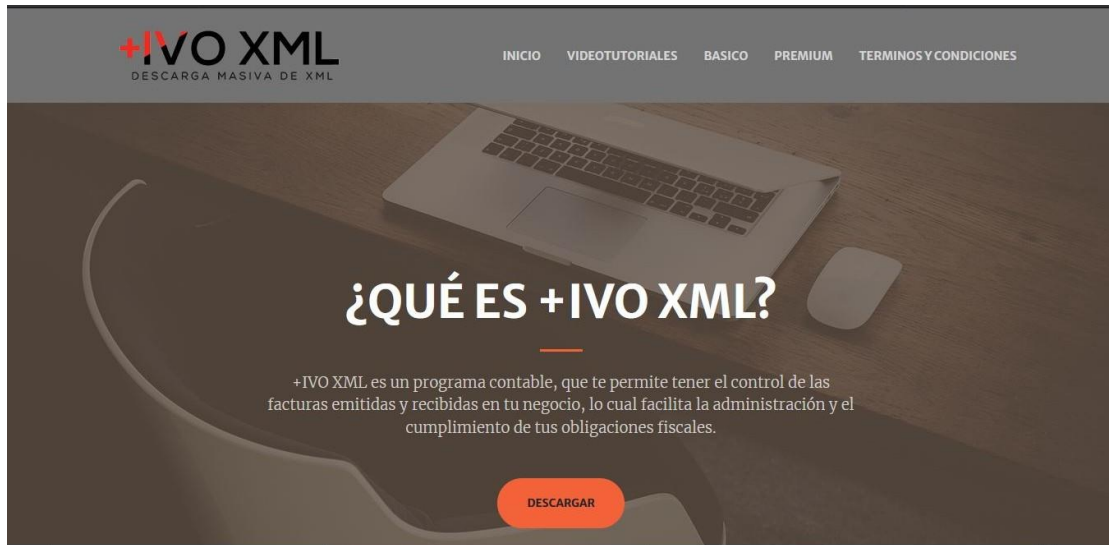 +IVO XML
DESCARGA MASIVA DE XML
INICIO VIDEOTUTORIALES BASICO PREMIUM TERMINOS Y CONDICIONES
¿QUÉ ES +IVO XML?
+IVO XML es un programa contable, que te permite tener el control de las
facturas emitidas y recibidas en tu negocio, lo cual facilita la administración y el
cumplimiento de tus obligaciones fiscales.
DESCARGAR